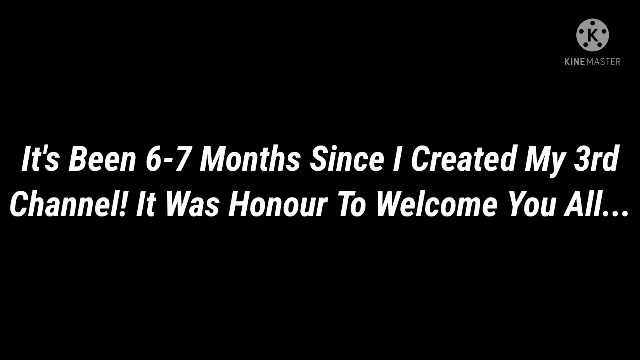 K
KINEMASTER
It's Been 6-7 Months Since I Created My 3rd
Channel! It Was Honour To Welcome You All...